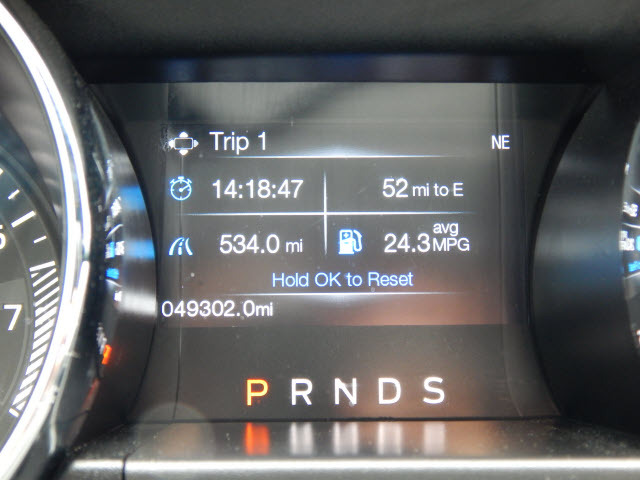 Trip 1 NE
14:18:47 52 mi to E
534.0 mi 24.3 avg MPG
Hold OK to Reset
049302.0mi
P R N D S
7